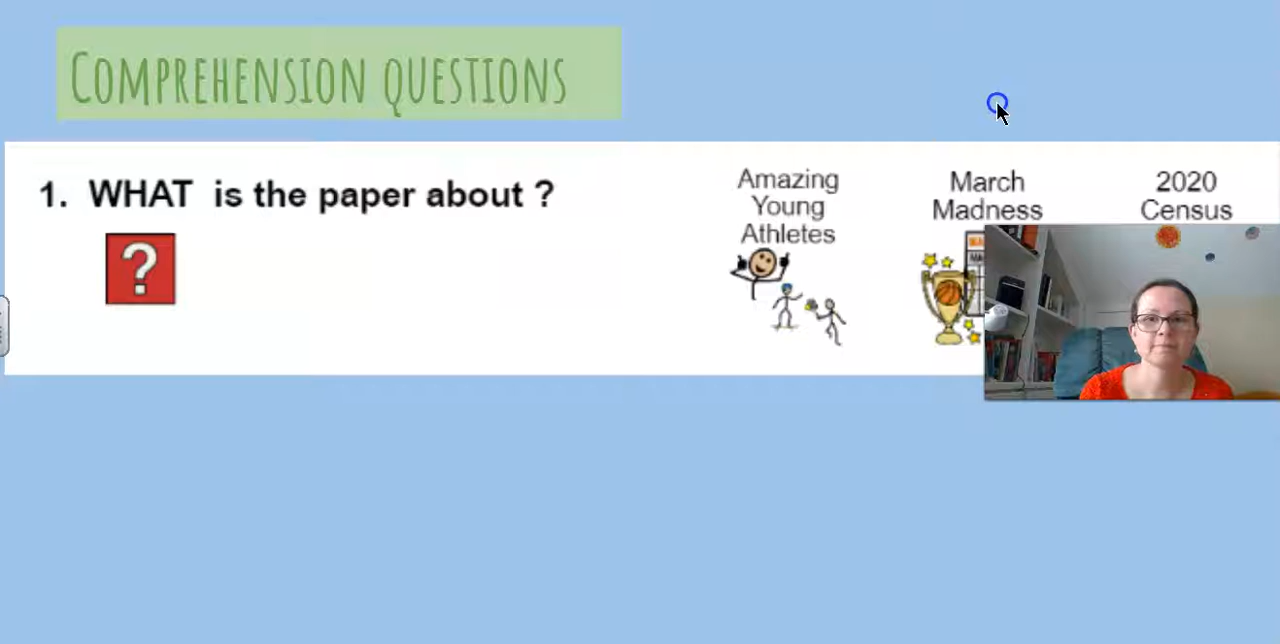 COMPREHENSION QUESTIONS
1. WHAT is the paper about ?
?
Amazing
Young
Athletes
March
Madness
2020
Census